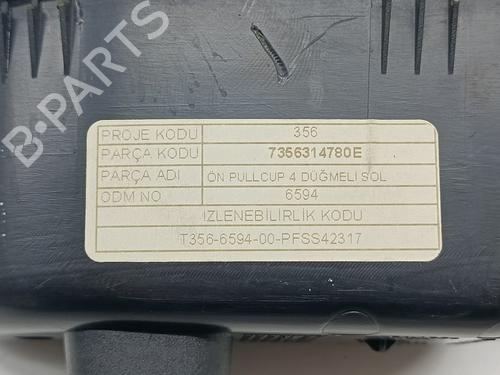 B-PARTS
PROJE KODU 356
PARÇA KODU 7356314780E
PARÇA ADI ÖN PULLCUP 4 DÜĞMELİ SOL
ODM NO 6594
İZLENEBİLİRLİK KODU
T356-6594-00-PFSS42317